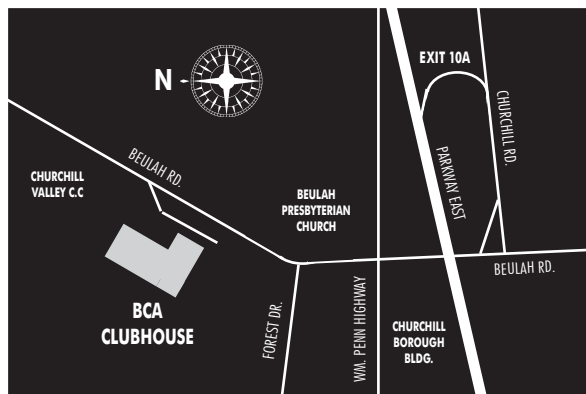 EXIT 10A
N
CHURCHILL RD.
BEULAH RD.
CHURCHILL
VALLEY C.C
PARKWAY EAST
BEULAH
PRESBYTERIAN
CHURCH
BEULAH RD.
BCA
CLUBHOUSE
FOREST DR.
WM. PENN HIGHWAY
CHURCHILL
BOROUGH
BLDG.